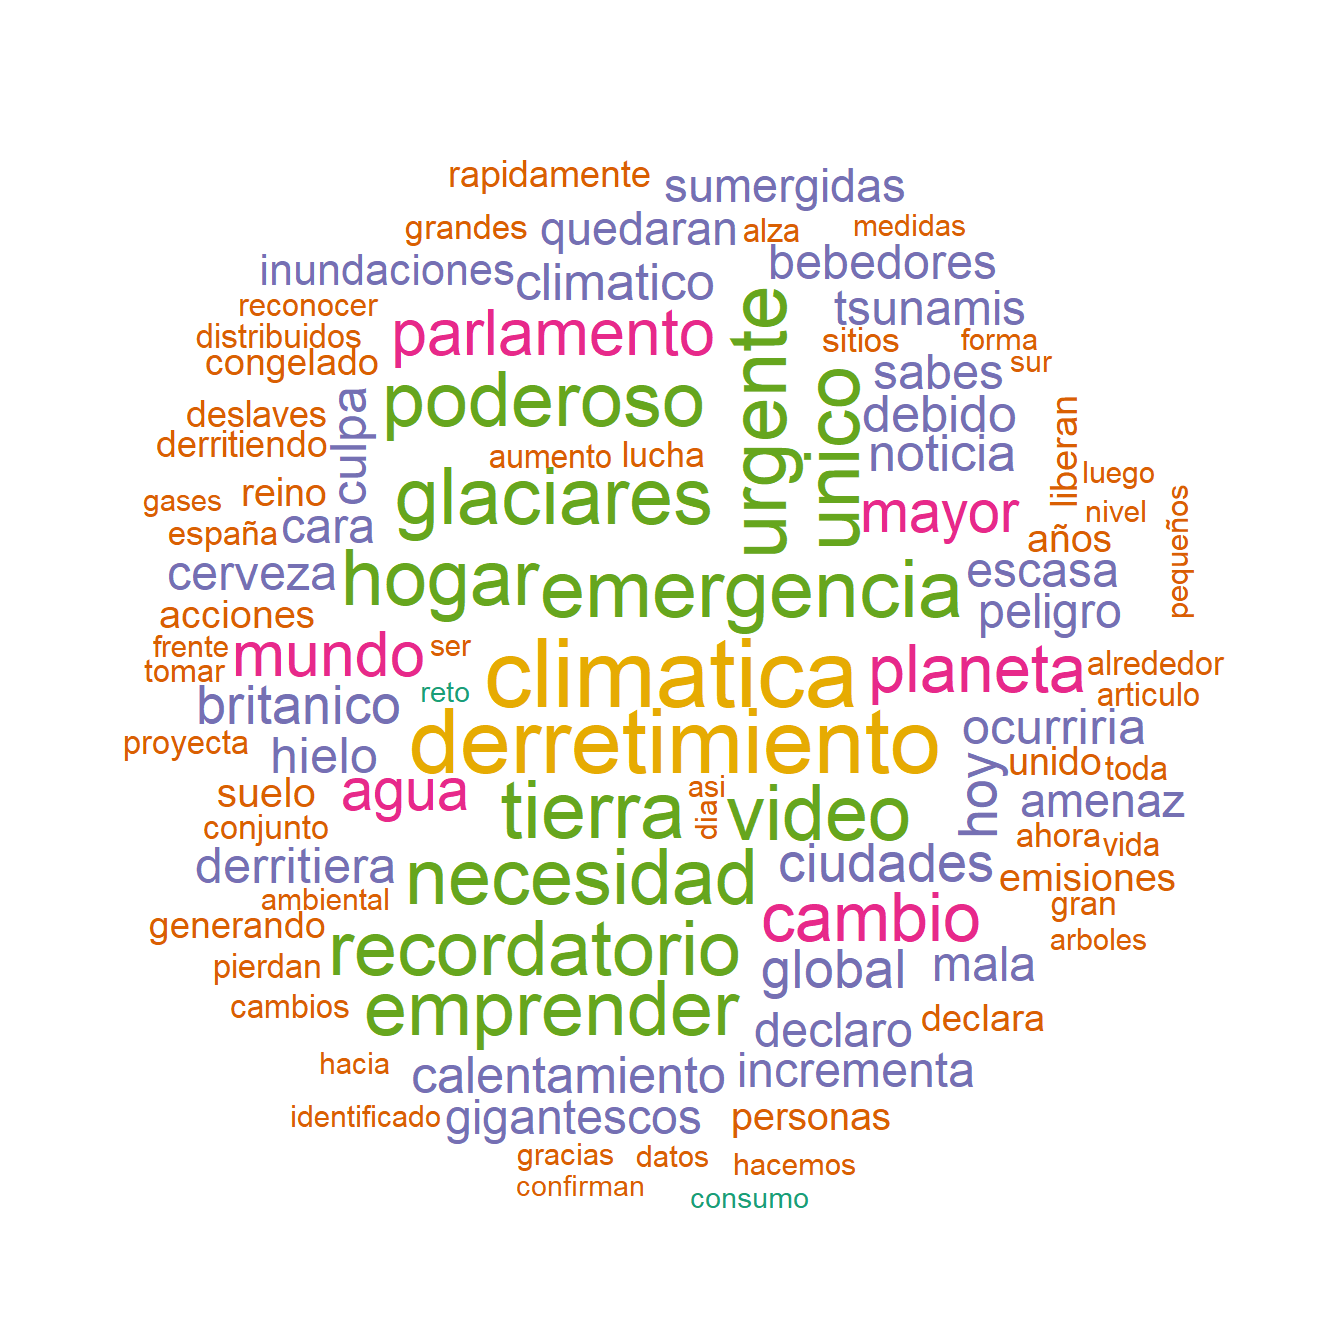 rapidamente
sumergidas
grandes
quedaran
alza
medidas
inundaciones
climatico
bebedores
reconocer
tsunamis
distribuidos
parlamento
urgente
sitios
forma
congelado
unico
sabes
sur
poderoso
culpa
deslaves
debido
derritiendo
aumento
lucha
noticia
liberan
luego
gases
reino
glaciares
mayor
nivel
pequeños
españa
cara
años
cerveza
hogar
emergencia
escasa
acciones
peligro
frente
mundo
ser
climatica
planeta
alrededor
tomar
reto
articulo
britanico
ocurriria
proyecta
hielo
derretimiento
hoy
unido
toda
suelo
agua
tierra
asi
dia
video
amenaz
conjunto
ahora
vida
derritiera
necesidad
ciudades
emisiones
ambiental
gran
generando
recordatorio
cambio
arboles
pierdan
global
mala
cambios
emprender
declaro
declara
hacia
calentamiento
incrementa
identificado
gigantescos
personas
gracias
datos
hacemos
confirman
consumo